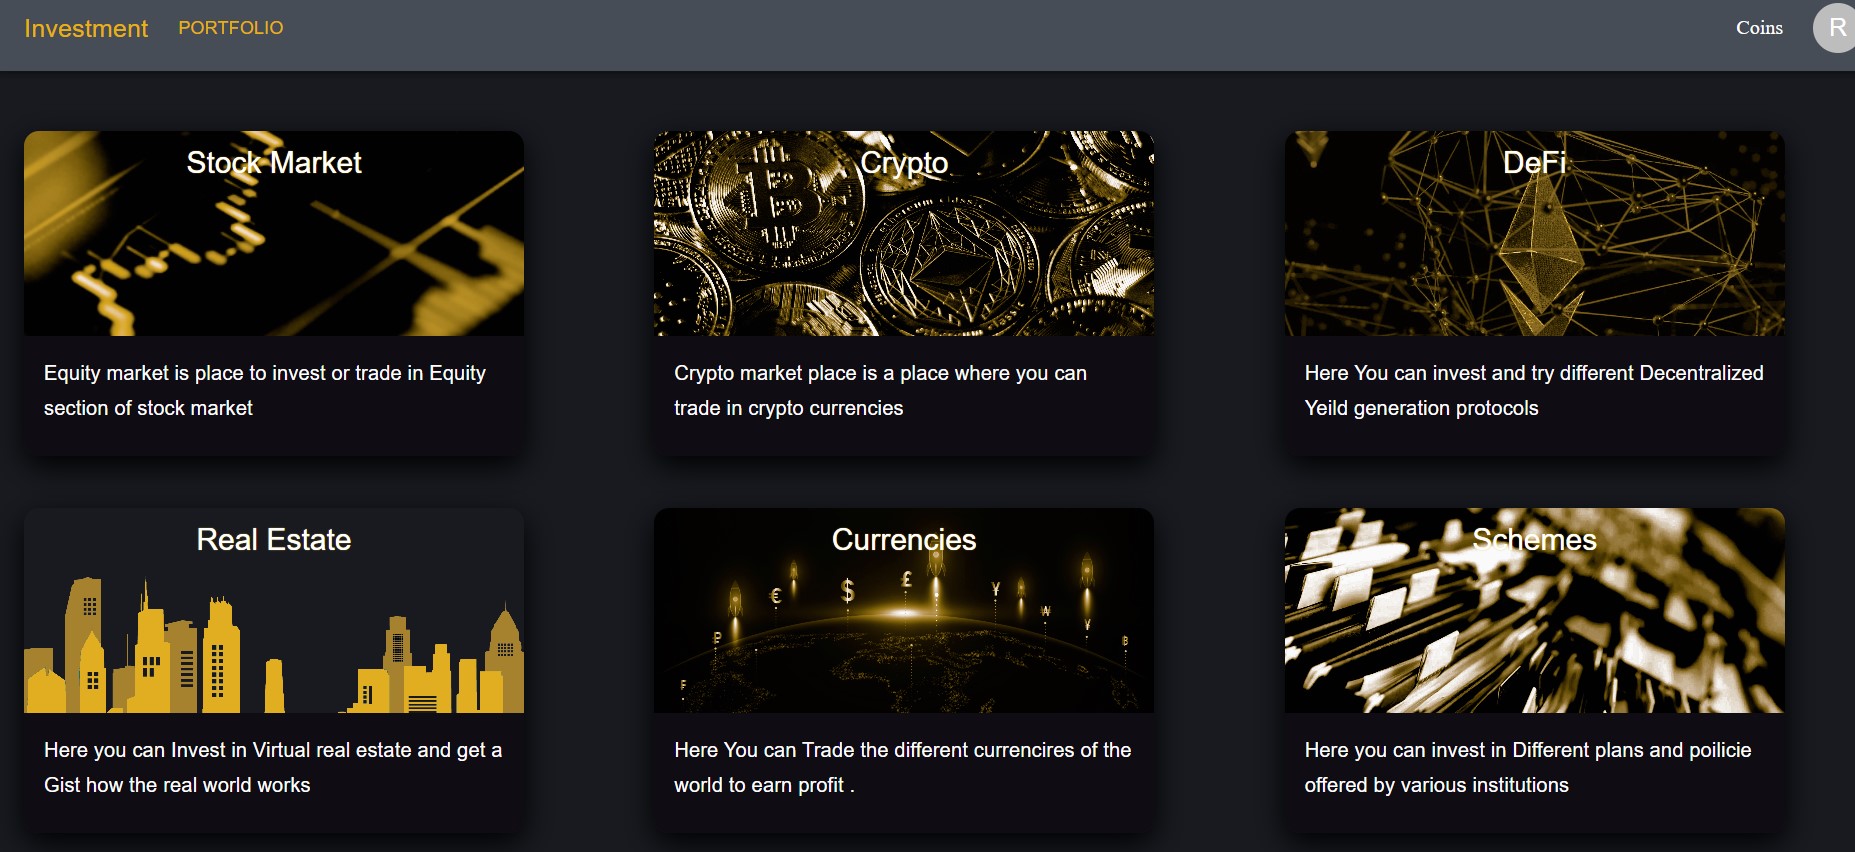 Investment PORTFOLIO Coins R
Stock Market
Equity market is place to invest or trade in Equity
section of stock market
Crypto
Crypto market place is a place where you can
trade in crypto currencies
DeFi
Here You can invest and try different Decentralized
Yeild generation protocols
Real Estate
Here you can Invest in Virtual real estate and get a
Gist how the real world works
Currencies
Here You can Trade the different currencires of the
world to earn profit .
Schemes
Here you can invest in Different plans and poilicie
offered by various institutions